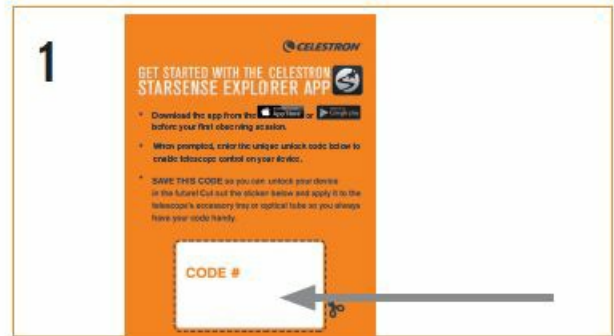 1
CELESTRON
GET STARTED WITH THE CELESTRON
STARSENSE EXPLORER APP
• Download the app from the App Store or Google play
before your first observing session.
• When prompted, enter the unique unlock code below to
enable telescope control on your device.
• SAVE THIS CODE so you can unlock your device
in the future! Cut out the sticker below and apply it to the
telescope's accessory tray or optical tube so you always
have your code handy.
CODE #